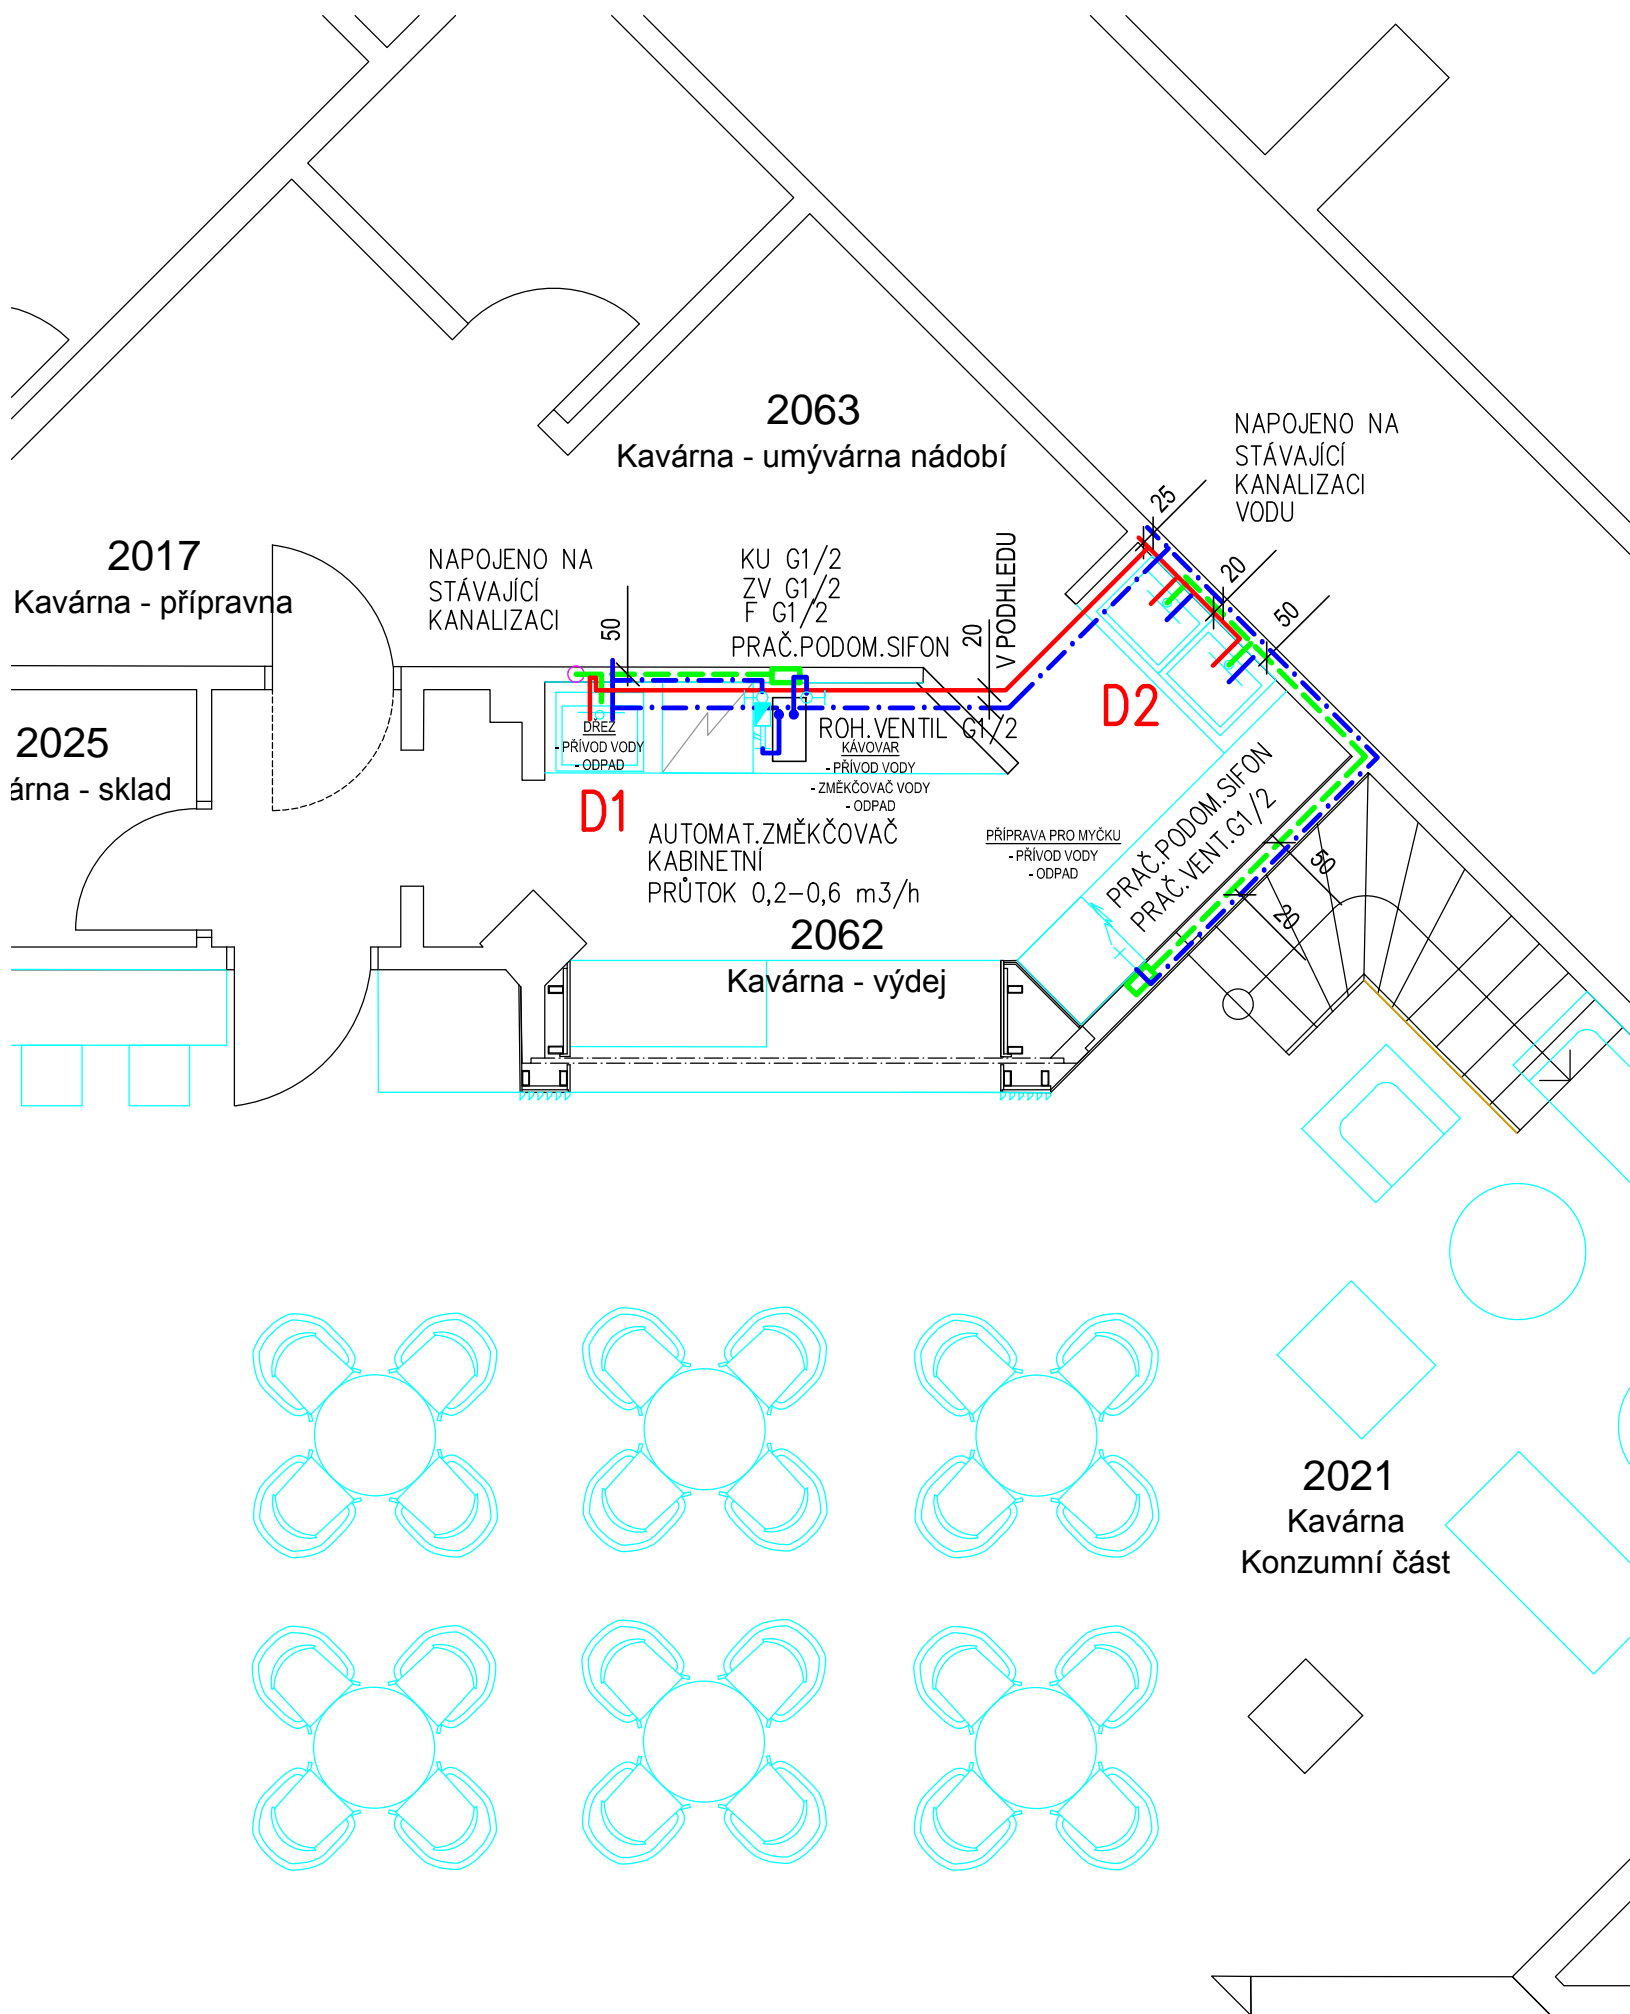 2063
Kavárna - umývárna nádobí
NAPOJENO NA
STÁVAJÍCÍ
KANALIZACI
VODU
25
20
50
2017
Kavárna - přípravna
NAPOJENO NA
STÁVAJÍCÍ
KANALIZACI
50
KU G1/2
ZV G1/2
F G1/2
PRAČ.PODOM.SIFON
20
V PODHLEDU
D2
2025
árna - sklad
DŘEZ
- PŘÍVOD VODY
- ODPAD
D1
ROH.VENTIL G1/2
KÁVOVAR
- PŘÍVOD VODY
- ZMĚKČOVAČ VODY
- ODPAD
AUTOMAT.ZMĚKČOVAČ
KABINETNÍ
PRŮTOK 0,2-0,6 m3/h
PŘÍPRAVA PRO MYČKU
- PŘÍVOD VODY
- ODPAD
PRAČ.PODOM.SIFON
PRAČ.VENT.G1/2
50
20
2062
Kavárna - výdej
2021
Kavárna
Konzumní část